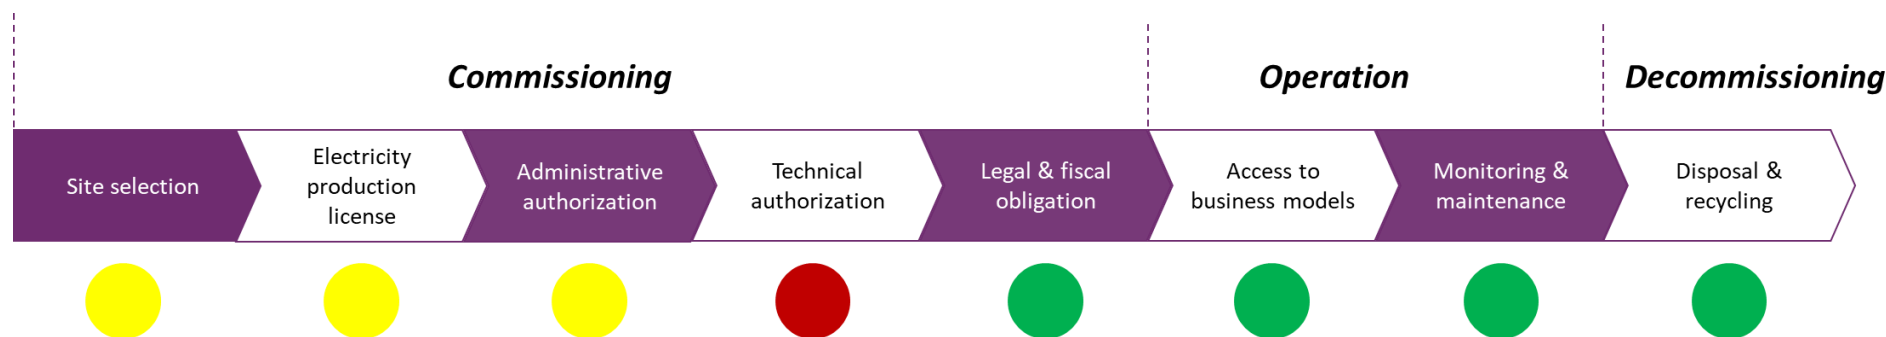 Commissioning
Operation
Decommissioning
Site selection
Electricity
production
license
Administrative
authorization
Technical
authorization
Legal & fiscal
obligation
Access to
business models
Monitoring &
maintenance
Disposal &
recycling